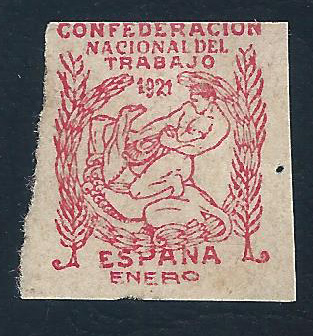 CONFEDERACION
NACIONAL DEL
TRABAJO
1921
ESPAÑA
ENERO